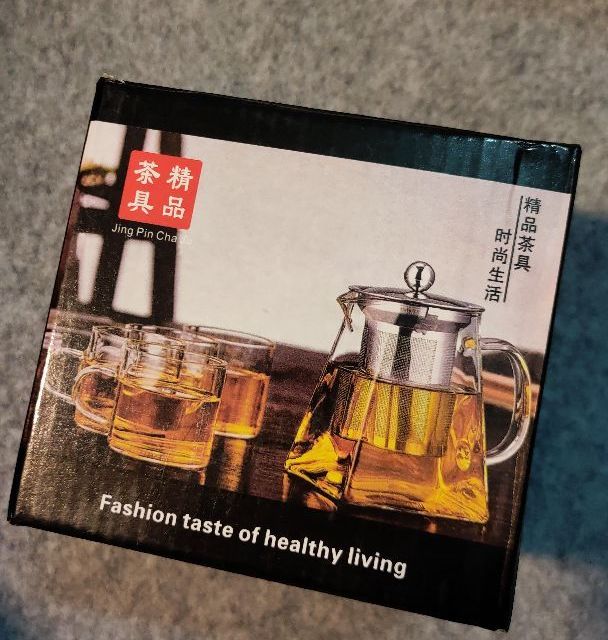 精品
茶具
Jing Pin Cha Ju
精品茶具
时尚生活
Fashion taste of healthy living